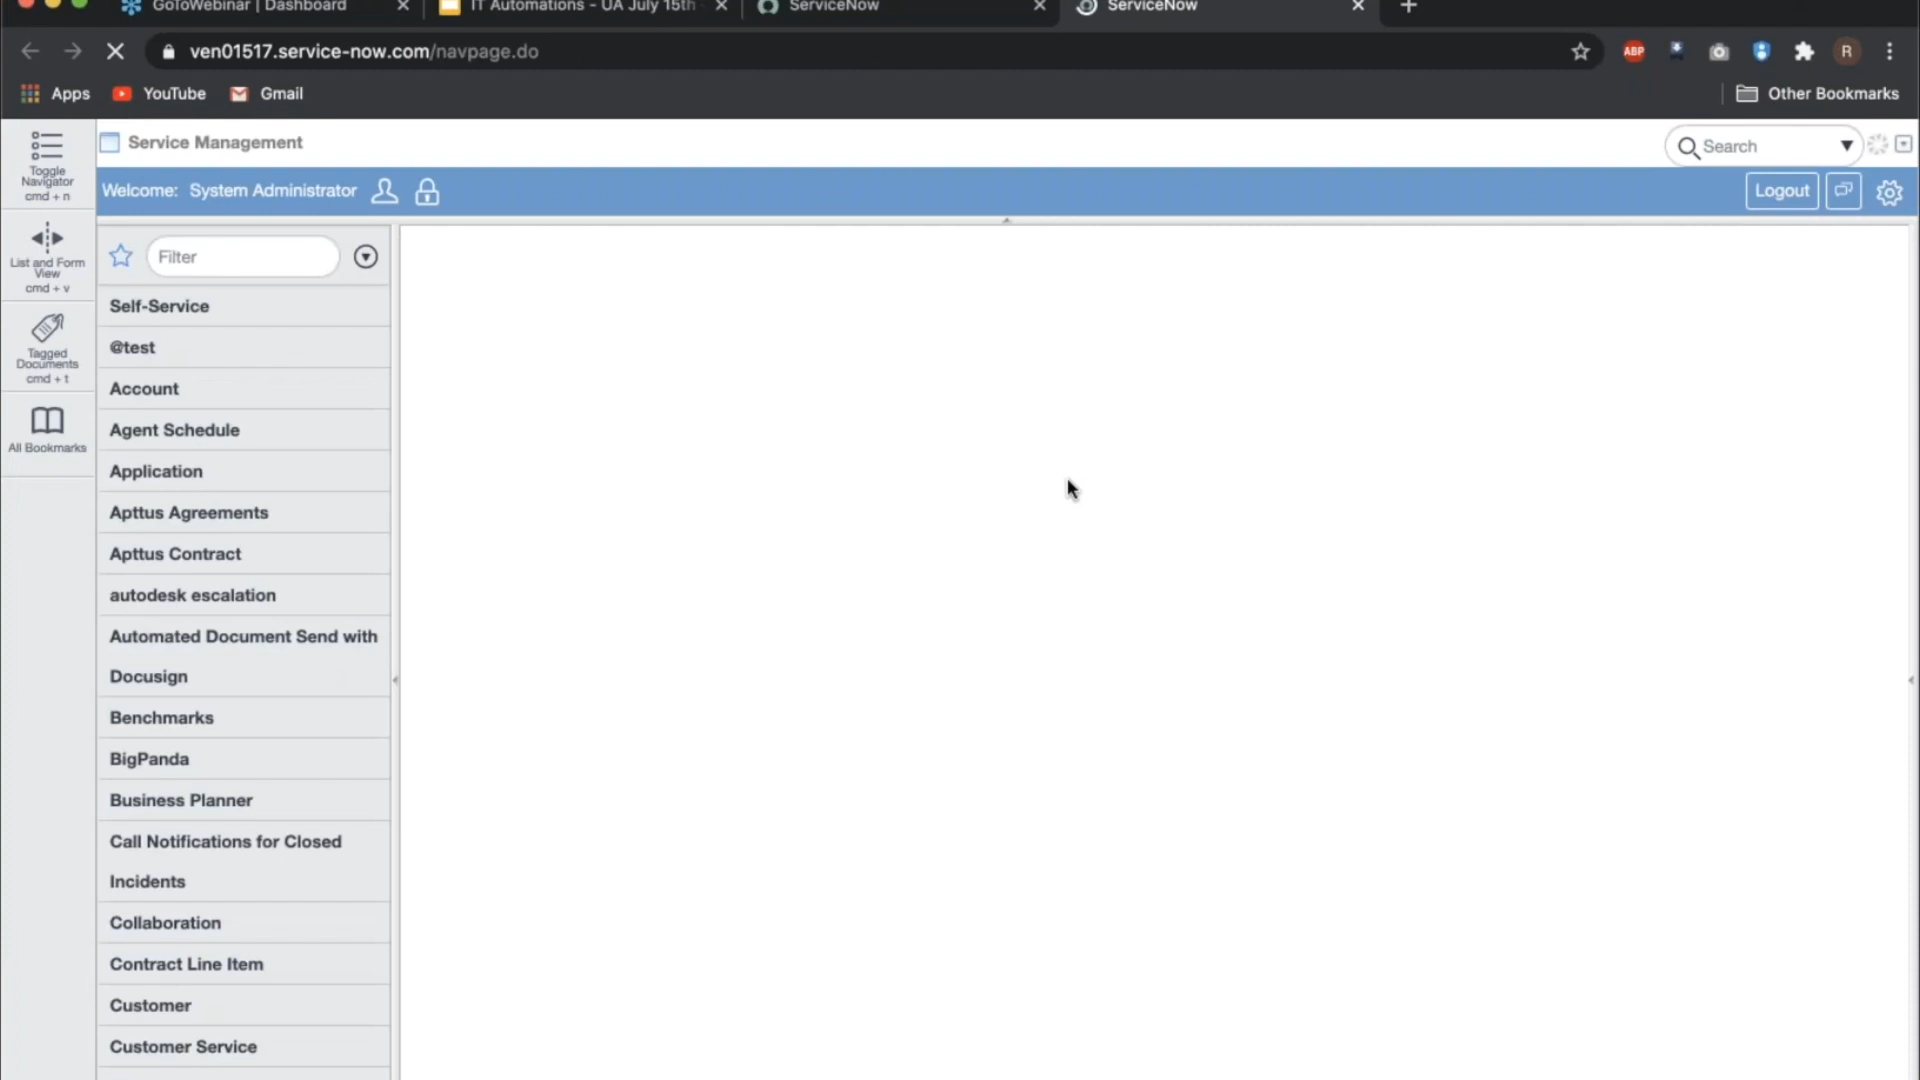 GoToWebinar | Dashboard
IT Automations - UA July 15th
ServiceNow
ServiceNow
ven01517.service-now.com/navpage.do
ABP
R
Apps
YouTube
Gmail
Other Bookmarks
Toggle
Navigator
cmd + n
Service Management
Search
Welcome: System Administrator
Logout
List and Form
View
cmd + v
Filter
Tagged
Documents
cmd + t
All Bookmarks
Self-Service
@test
Account
Agent Schedule
Application
Apttus Agreements
Apttus Contract
autodesk escalation
Automated Document Send with
Docusign
Benchmarks
BigPanda
Business Planner
Call Notifications for Closed
Incidents
Collaboration
Contract Line Item
Customer
Customer Service